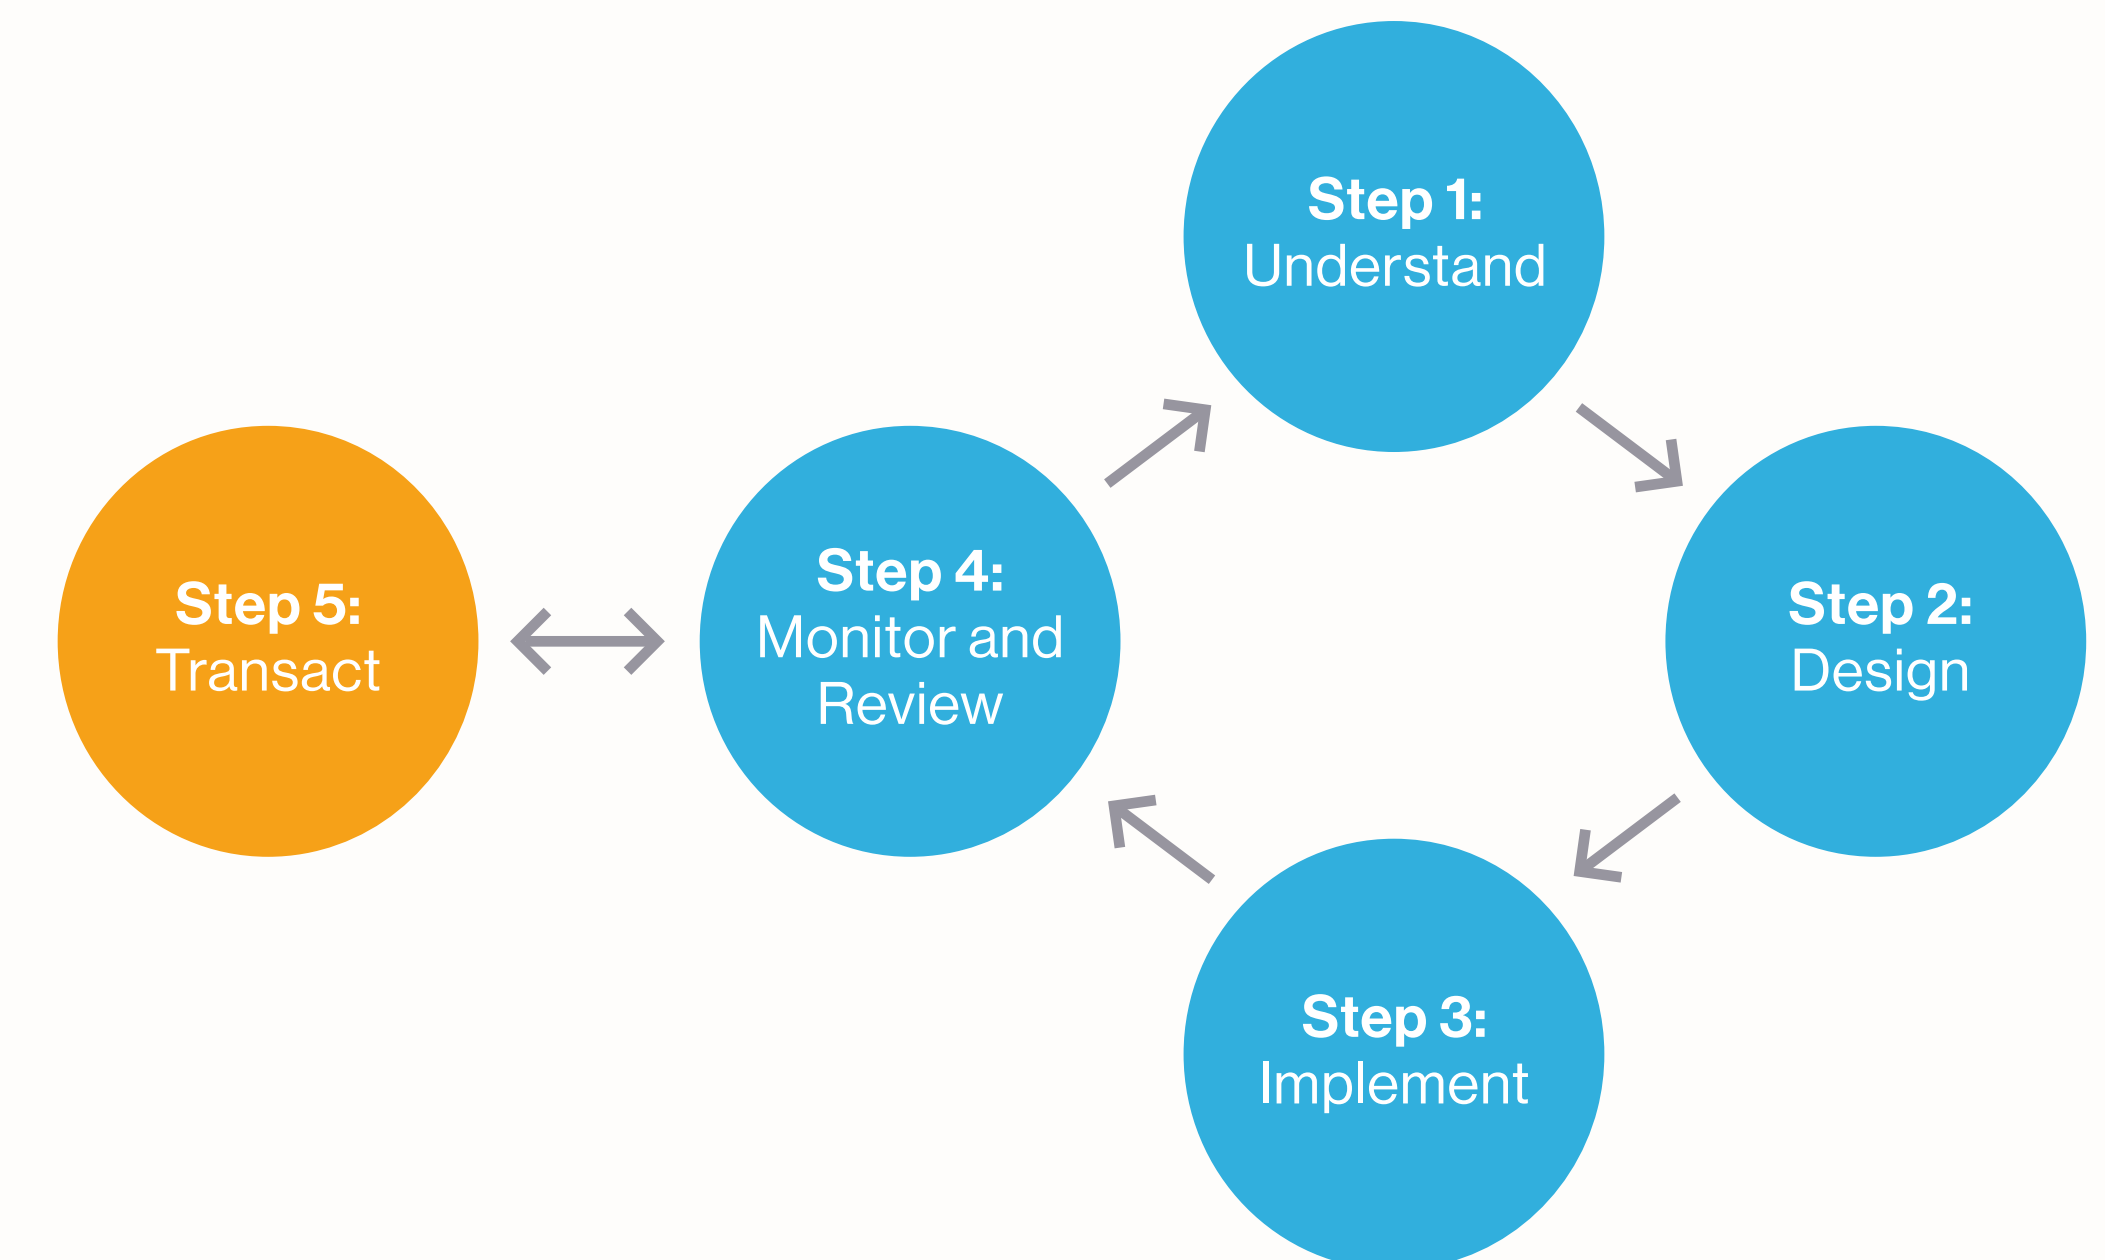 Step 1:
Understand
Step 2:
Design
Step 3:
Implement
Step 4:
Monitor and
Review
Step 5:
Transact